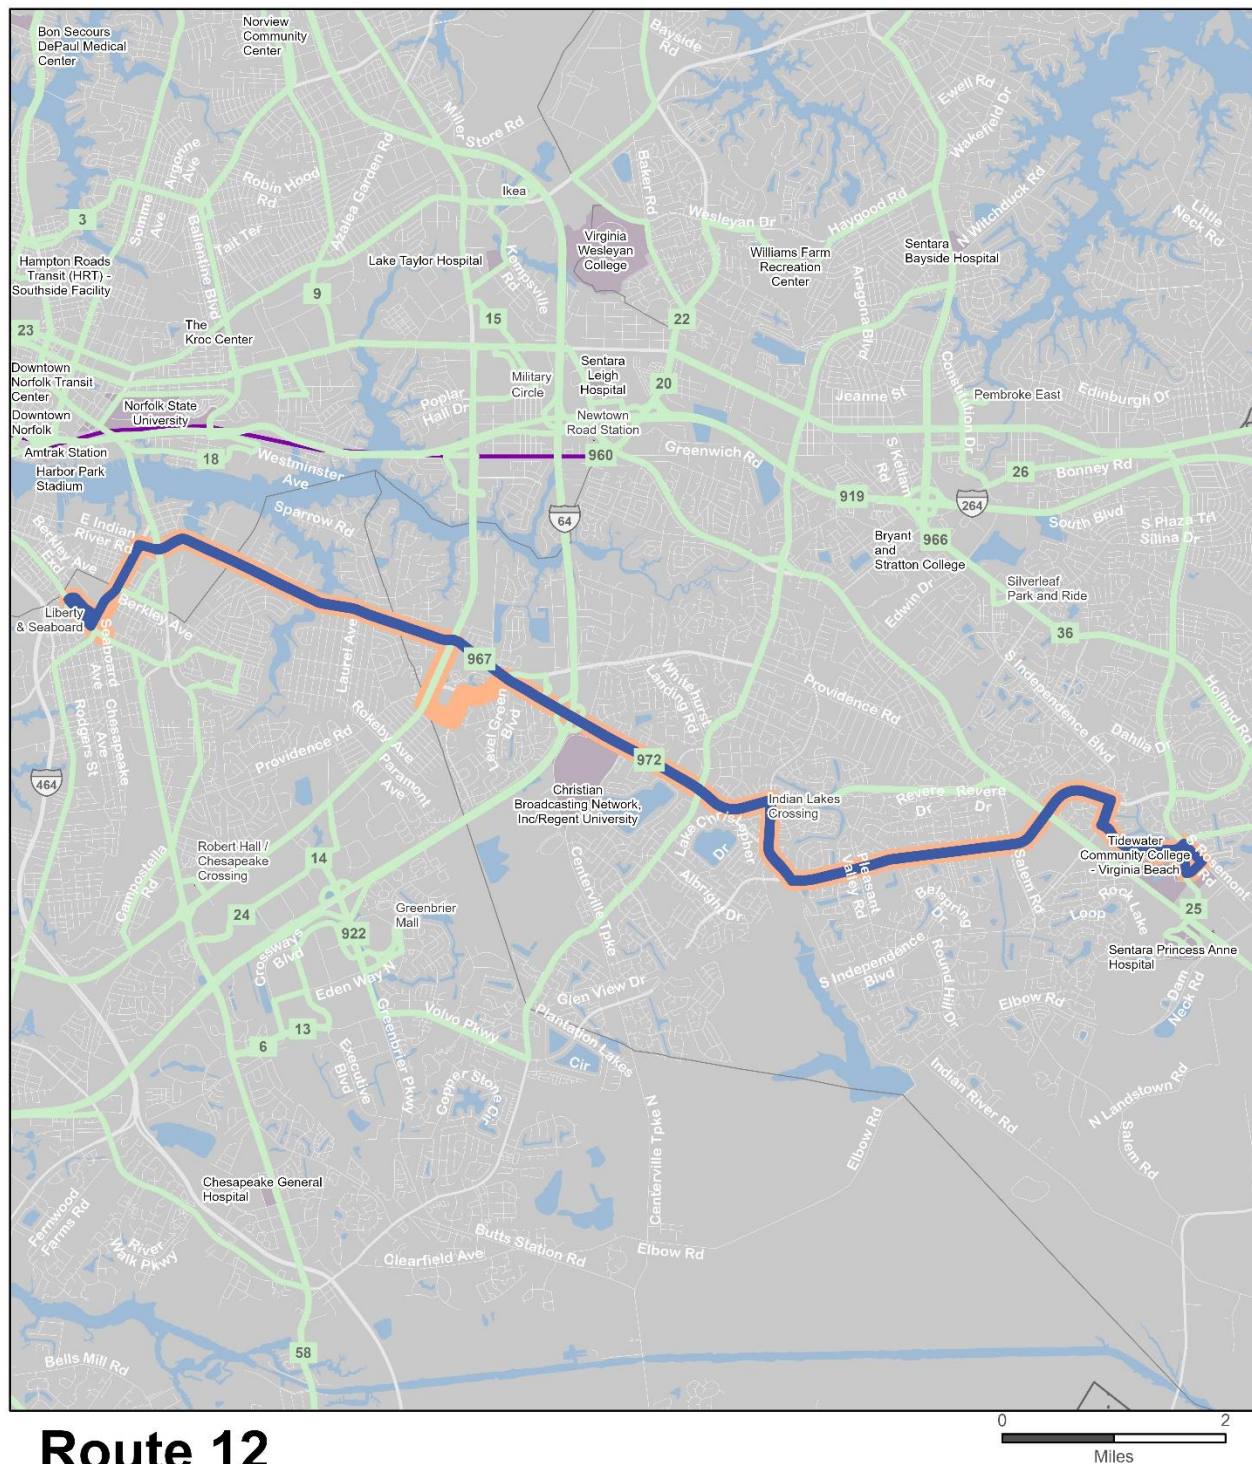 Bon Secours
DePaul Medical
Center
Norview
Community
Center
Bayside
Rd
Ewell Rd
Wakefield Dr
Miller
Store Rd
Argonne
Ave
Robin Hood
Rd
Azalea Garden Rd
Ikea
Baker Rd
N Witchduck Rd
Little
Neck Rd
3
Ballentine Blvd
Tait Ter
Wesleyan Dr
Haygood Rd
Virginia
Wesleyan
College
Williams Farm
Recreation
Center
Sentara
Bayside Hospital
Hampton Roads
Transit (HRT) -
Southside Facility
Lake Taylor Hospital
Kempsville
Rd
9
15
22
Aragona Blvd
23
The
Kroc Center
Downtown
Norfolk Transit
Center
Downtown
Norfolk
Norfolk State
University
Military
Circle
Sentara
Leigh
Hospital
20
Poplar
Hall Dr
Newtown
Road Station
Jeanne St
Constitution Dr
Pembroke East
Edinburgh Dr
Amtrak Station
Harbor Park
Stadium
18
Westminster
Ave
960
Greenwich Rd
S Kellam
Rd
26
Bonney Rd
919
264
South Blvd
S Plaza Trl
Silina Dr
Sparrow Rd
64
966
Bryant
and
Stratton College
E Indian
River Rd
Berkley Ave
Exd
Berkley Ave
Liberty
& Seaboard
Edwin Dr
Silverleaf
Park and Ride
36
Seaboard
Ave
Chesapeake
Ave
Rodgers St
Laurel Ave
967
Level Green
Blvd
Whitehurst
Landing Rd
Providence Rd
S Independence Blvd
Holland Rd
Dahlia Dr
Rokeby Ave
Paramont
Ave
Providence Rd
464
972
Christian
Broadcasting Network,
Inc/Regent University
Indian Lakes
Crossing
Revere
Dr
Revere
Dr
Lake Christopher
Dr
Tidewater
Community College
- Virginia Beach
S Rosemont
Rd
Robert Hall /
Chesapeake
Crossing
14
Campostella
Rd
Centerville
Tpke
Albright Dr
Pleasant
Valley Rd
Salem Rd
Belspring
Dr
Rock Lake
Loop
25
24
Greenbrier
Mall
922
Crossways
Blvd
Eden Way N
S Independence
Blvd
Round Hill Dr
Sentara Princess Anne
Hospital
Glen View Dr
Elbow Rd
Dam
Neck Rd
13
6
Greenbrier Pkwy
Volvo Pkwy
Plantation Lakes
Cir
Executive
Blvd
Copper Stone Cir
Indian River Rd
N Landstown Rd
Salem Rd
N Centerville Tpke
Elbow Rd
Chesapeake General
Hospital
Fernwood
Farms Rd
River
Walk Pkwy
Clearfield Ave
Butts Station Rd
Elbow Rd
58
Bells Mill Rd
Route 12
0 2
Miles